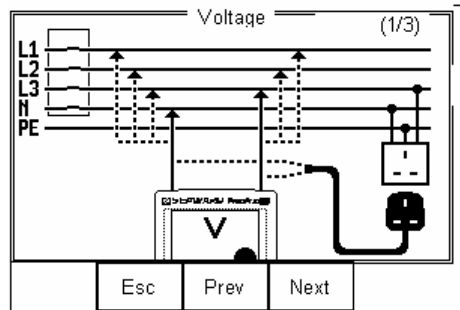 Voltage
(1/3)
L1
L2
L3
N
PE
V
Esc Prev Next